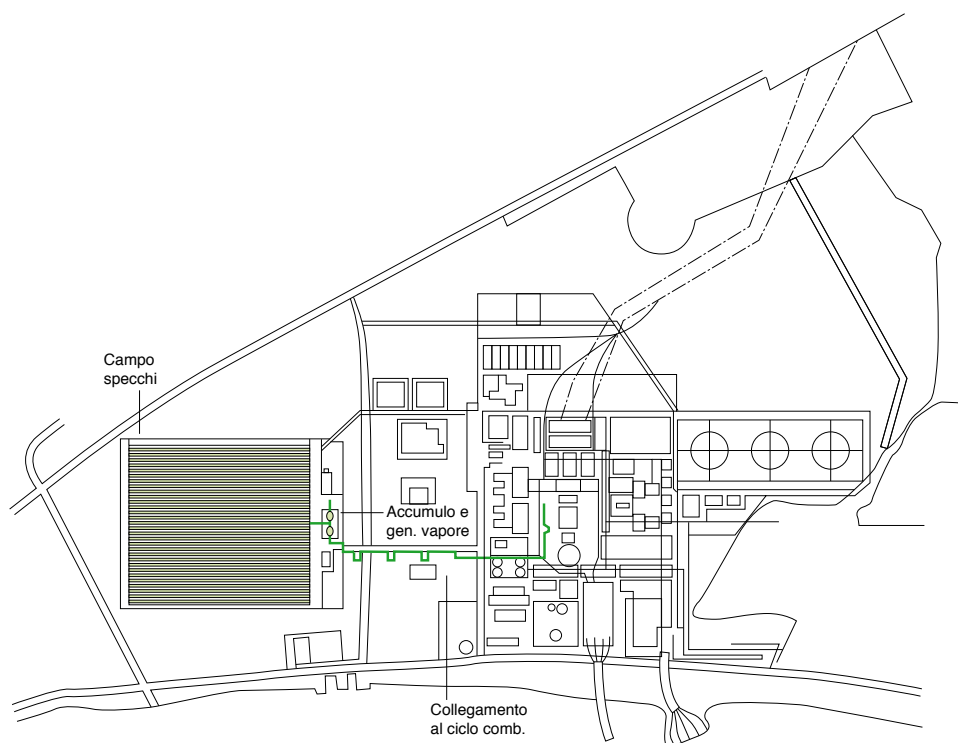 Campo
specchi
Accumulo e
gen. vapore
Collegamento
al ciclo comb.